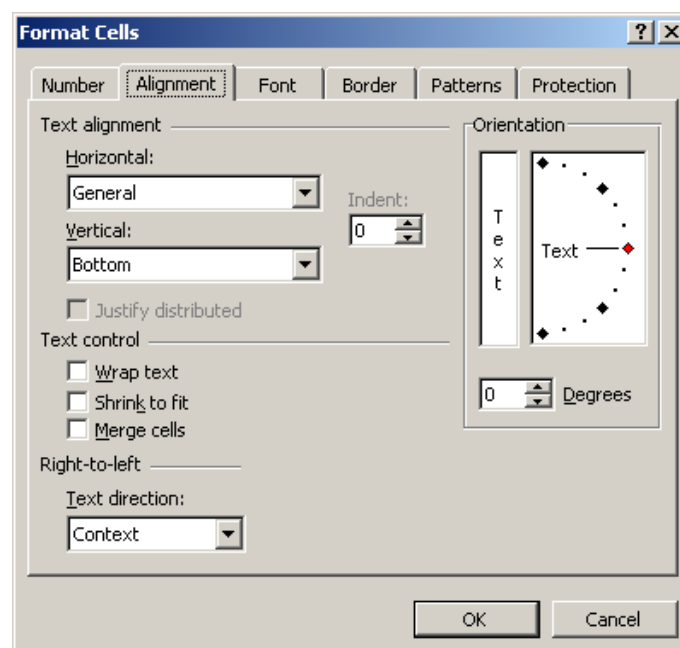 Format Cells
Number Alignment Font Border Patterns Protection
Text alignment
Horizontal:
General
Indent:
0
Vertical:
Bottom
Justify distributed
Text control
Wrap text
Shrink to fit
Merge cells
Right-to-left
Text direction:
Context
Orientation
Text
Text
0 Degrees
OK Cancel